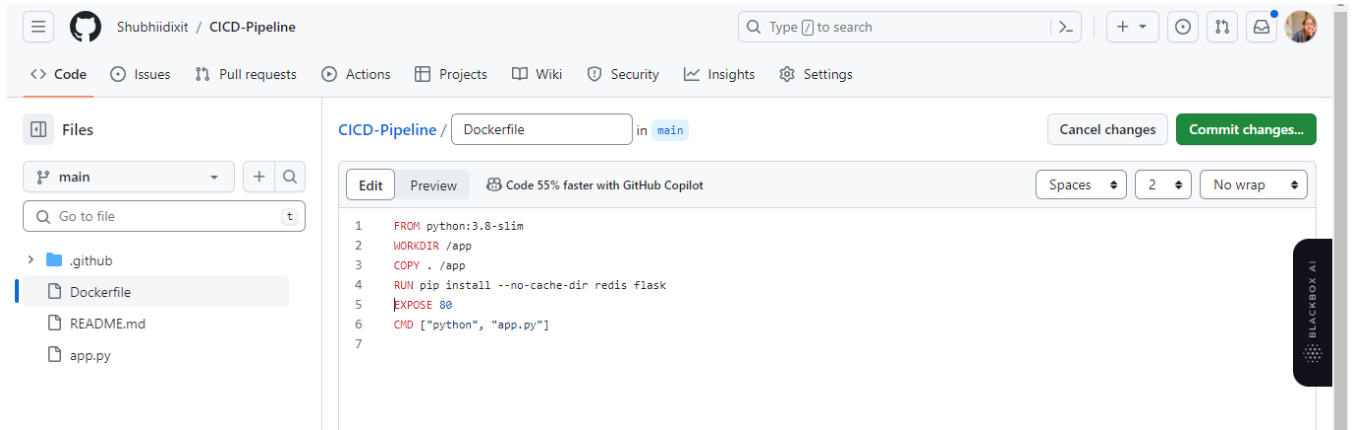 Shubhiidixit / CICD-Pipeline
Type / to search
<> Code
Issues
Pull requests
Actions
Projects
Wiki
Security
Insights
Settings
Files
CICD-Pipeline / Dockerfile in main
Cancel changes
Commit changes...
main
Edit
Preview
Code 55% faster with GitHub Copilot
Spaces
2
No wrap
Go to file
t
.github
Dockerfile
README.md
app.py
1 FROM python:3.8-slim
2 WORKDIR /app
3 COPY . /app
4 RUN pip install --no-cache-dir redis flask
5 EXPOSE 80
6 CMD ["python", "app.py"]
7
BLACKBOX AI